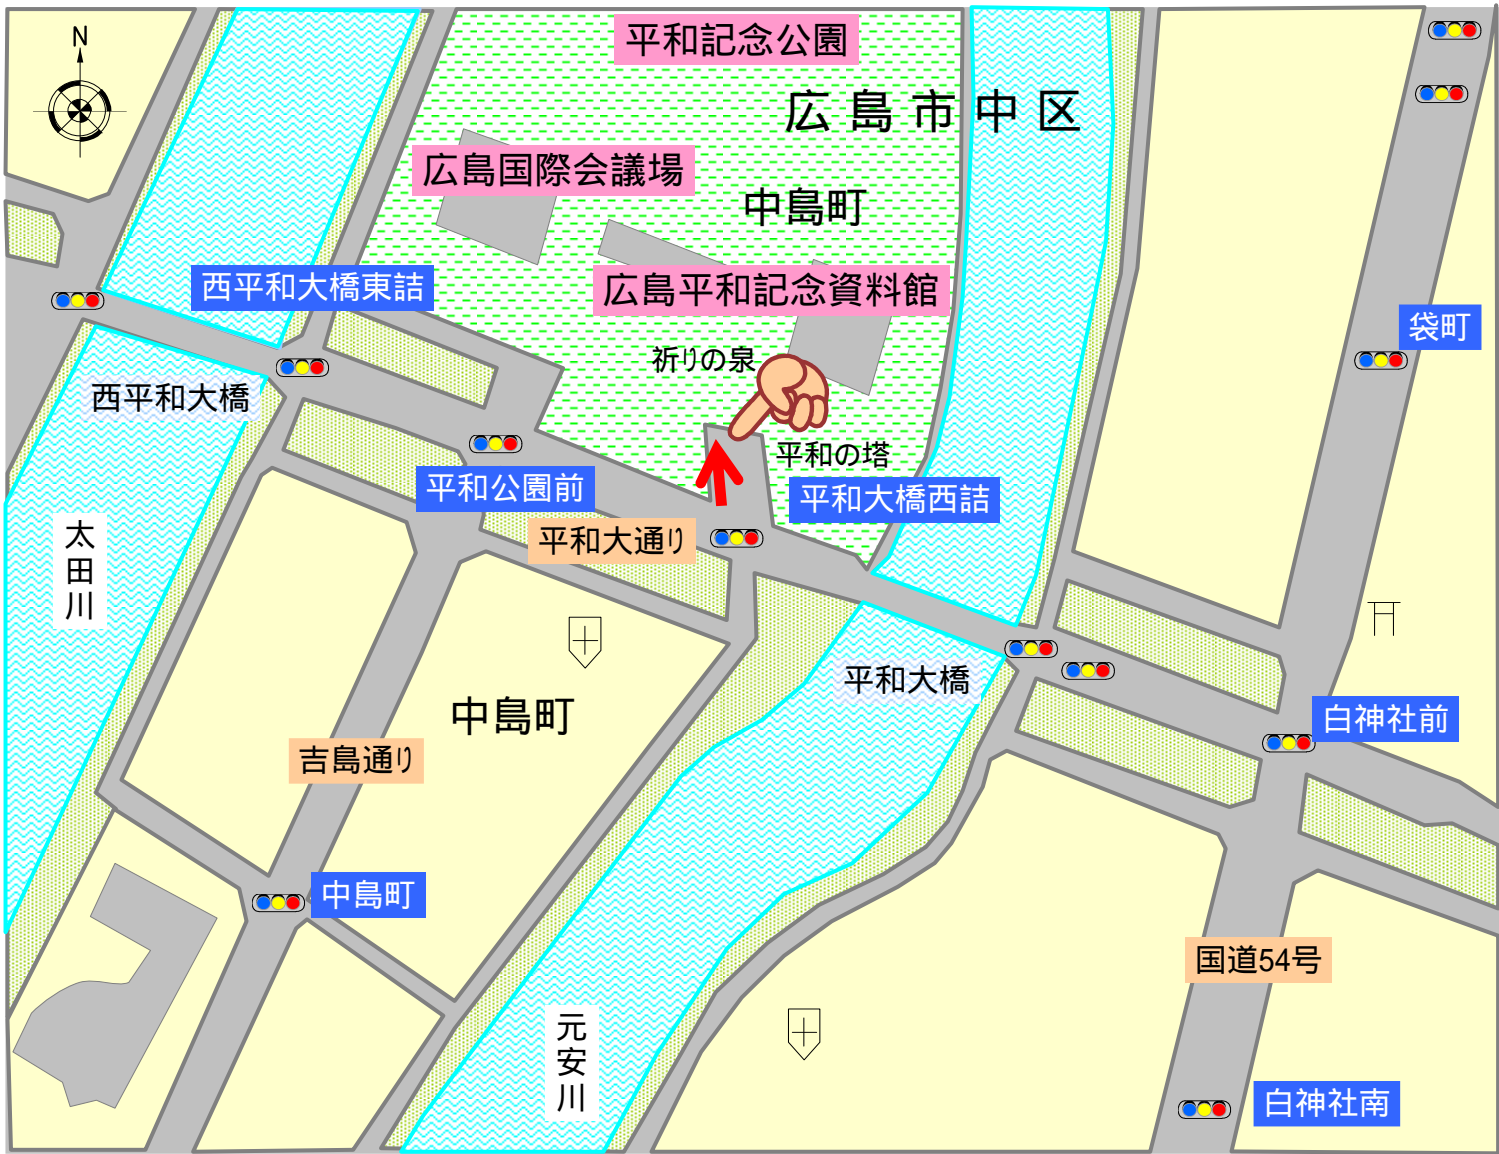 N
平和記念公園
広島市中区
広島国際会議場
中島町
西平和大橋東詰
広島平和記念資料館
袋町
祈りの泉
西平和大橋
平和の塔
平和公園前
平和大橋西詰
平和大通り
太田川
平和大橋
中島町
白神社前
吉島通り
中島町
国道54号
元安川
白神社南